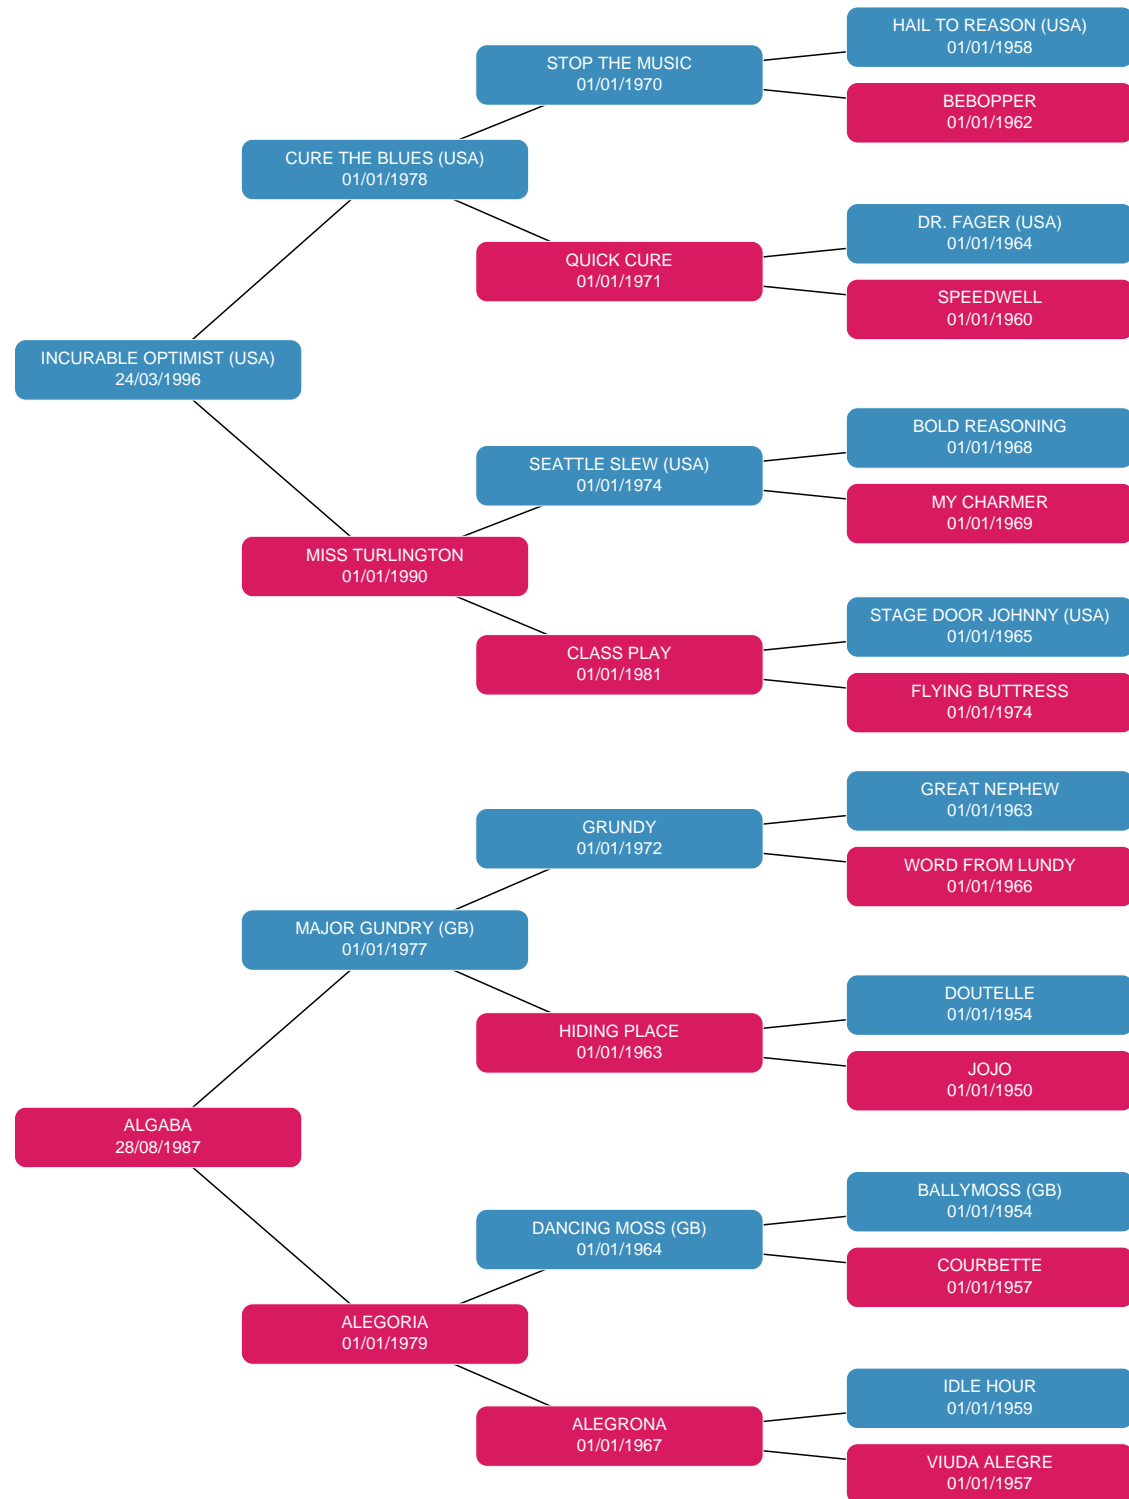 HAIL TO REASON (USA)
01/01/1958
STOP THE MUSIC
01/01/1970
BEBOPPER
01/01/1962
CURE THE BLUES (USA)
01/01/1978
DR. FAGER (USA)
01/01/1964
QUICK CURE
01/01/1971
SPEEDWELL
01/01/1960
INCURABLE OPTIMIST (USA)
24/03/1996
BOLD REASONING
01/01/1968
SEATTLE SLEW (USA)
01/01/1974
MY CHARMER
01/01/1969
MISS TURLINGTON
01/01/1990
STAGE DOOR JOHNNY (USA)
01/01/1965
CLASS PLAY
01/01/1981
FLYING BUTTRESS
01/01/1974
GREAT NEPHEW
01/01/1963
GRUNDY
01/01/1972
WORD FROM LUNDY
01/01/1966
MAJOR GUNDRY (GB)
01/01/1977
DOUTELLE
01/01/1954
HIDING PLACE
01/01/1963
JOJO
01/01/1950
ALGABA
28/08/1987
BALLYMOSS (GB)
01/01/1954
DANCING MOSS (GB)
01/01/1964
COURBETTE
01/01/1957
ALEGORIA
01/01/1979
IDLE HOUR
01/01/1959
ALEGRONA
01/01/1967
VIUDA ALEGRE
01/01/1957